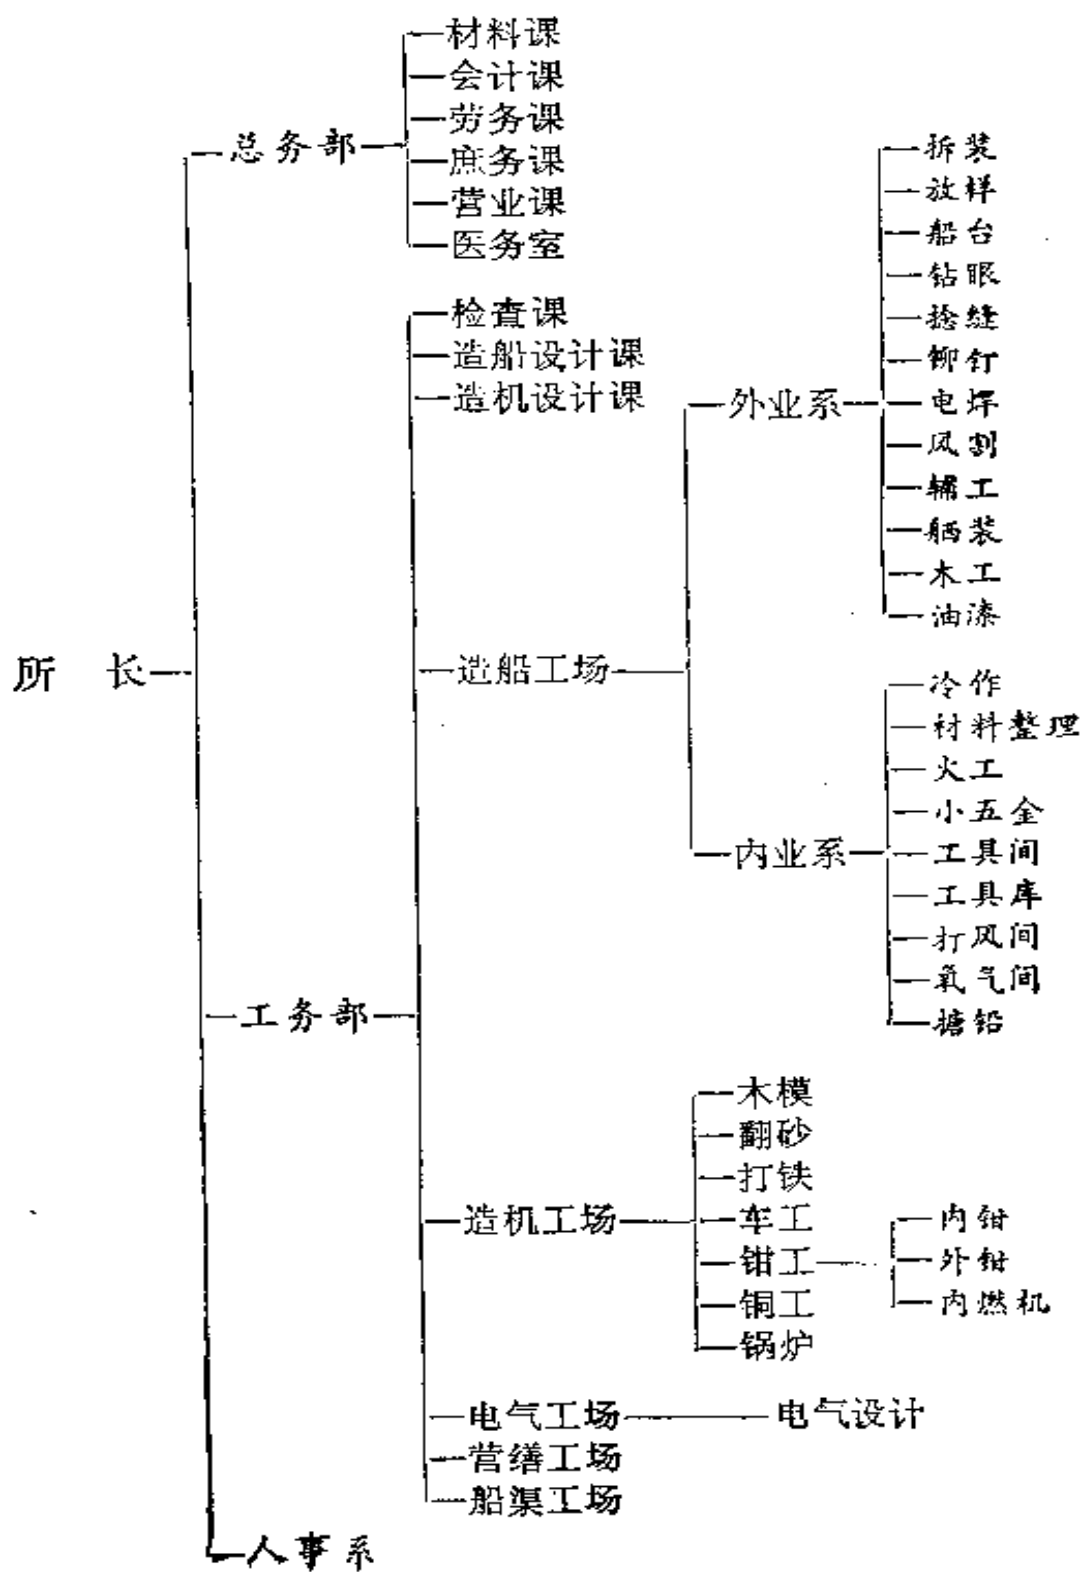 所 长
总务部
材料课
会计课
劳务课
庶务课
营业课
医务室
工务部
检查课
造船设计课
造机设计课
造船工场
外业系
拆装
放样
船台
钻眼
捻缝
铆钉
电焊
风割
辅工
舾装
木工
油漆
内业系
冷作
材料整理
火工
小五金
工具间
工具库
打风间
氧气间
搪铅
造机工场
木模
翻砂
打铁
车工
钳工
内钳
外钳
内燃机
铜工
锅炉
电气工场
电气设计
营缮工场
船渠工场
人事系